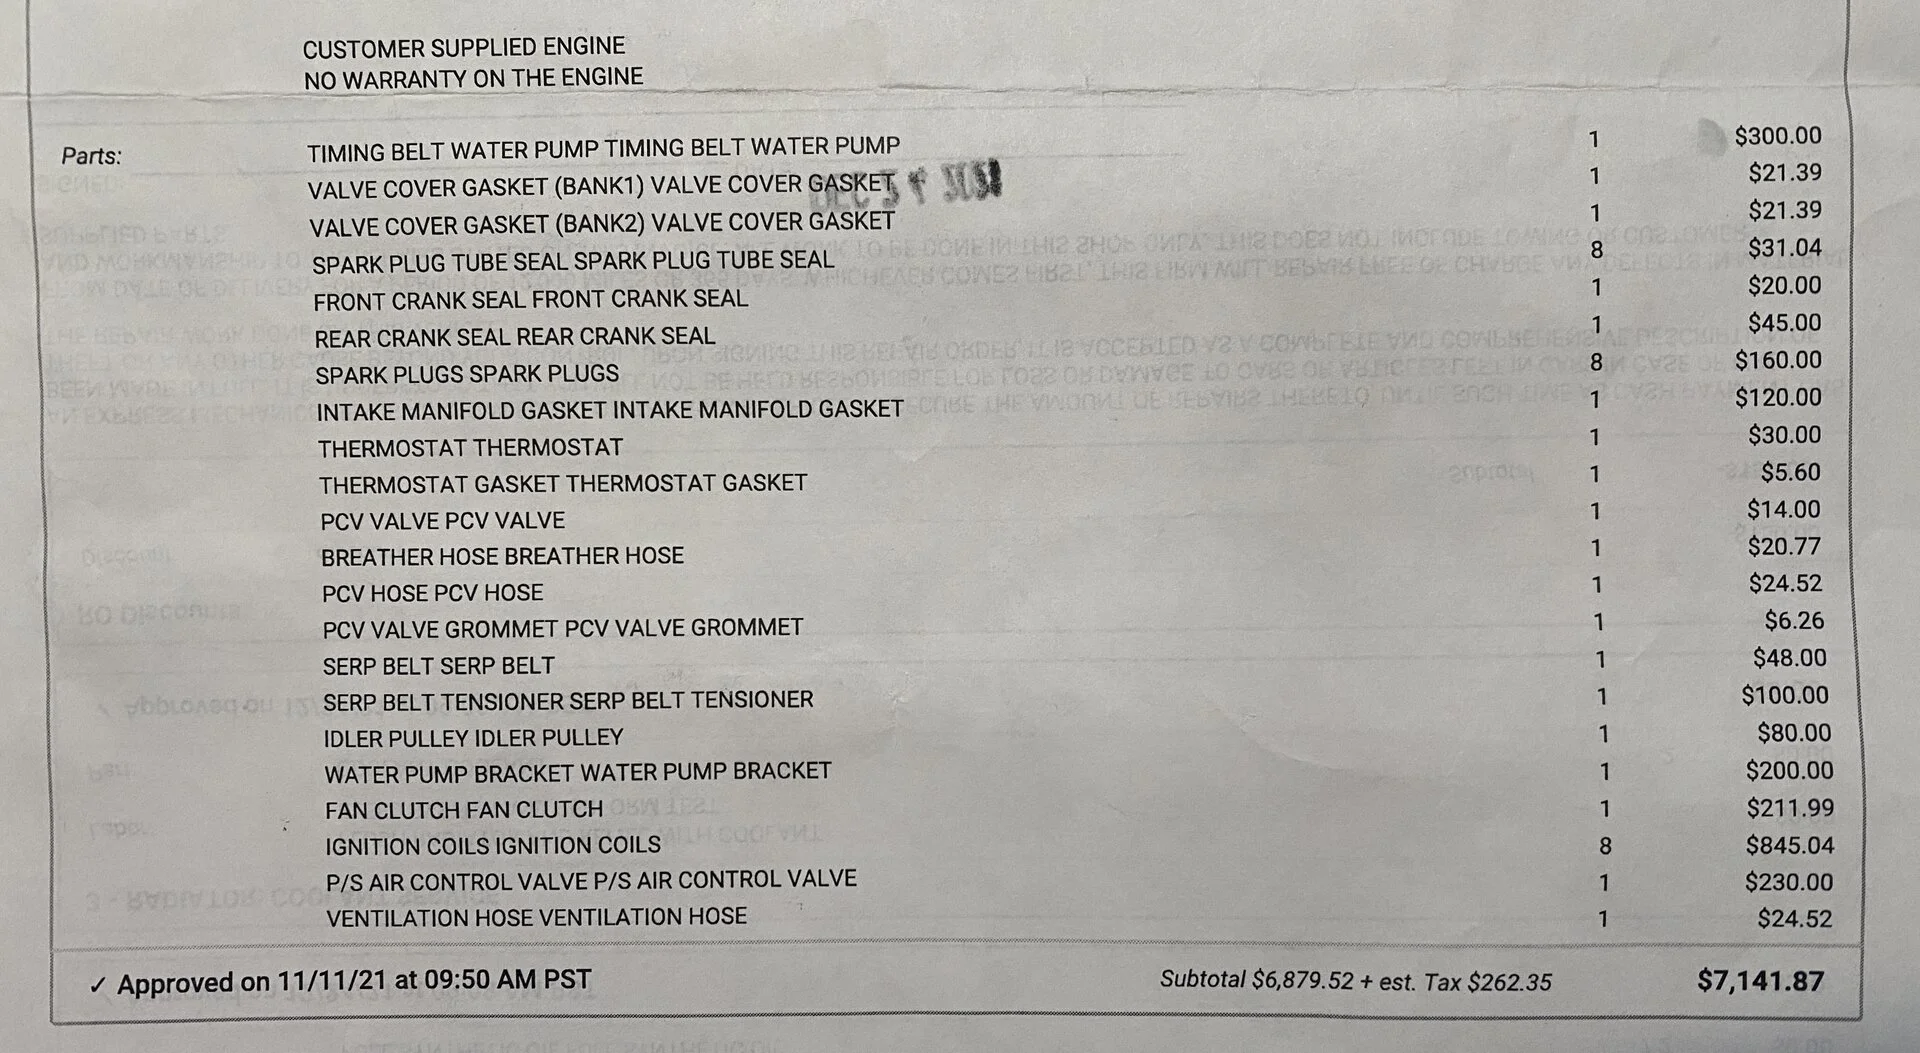 CUSTOMER SUPPLIED ENGINE
NO WARRANTY ON THE ENGINE
Parts: TIMING BELT WATER PUMP TIMING BELT WATER PUMP 1 $300.00
VALVE COVER GASKET (BANK1) VALVE COVER GASKET 1 $21.39
VALVE COVER GASKET (BANK2) VALVE COVER GASKET 1 $21.39
SPARK PLUG TUBE SEAL SPARK PLUG TUBE SEAL 8 $31.04
FRONT CRANK SEAL FRONT CRANK SEAL 1 $20.00
REAR CRANK SEAL REAR CRANK SEAL 1 $45.00
SPARK PLUGS SPARK PLUGS 8 $160.00
INTAKE MANIFOLD GASKET INTAKE MANIFOLD GASKET 1 $120.00
THERMOSTAT THERMOSTAT 1 $30.00
THERMOSTAT GASKET THERMOSTAT GASKET 1 $5.60
PCV VALVE PCV VALVE 1 $14.00
BREATHER HOSE BREATHER HOSE 1 $20.77
PCV HOSE PCV HOSE 1 $24.52
PCV VALVE GROMMET PCV VALVE GROMMET 1 $6.26
SERP BELT SERP BELT 1 $48.00
SERP BELT TENSIONER SERP BELT TENSIONER 1 $100.00
IDLER PULLEY IDLER PULLEY 1 $80.00
WATER PUMP BRACKET WATER PUMP BRACKET 1 $200.00
FAN CLUTCH FAN CLUTCH 1 $211.99
IGNITION COILS IGNITION COILS 8 $845.04
P/S AIR CONTROL VALVE P/S AIR CONTROL VALVE 1 $230.00
VENTILATION HOSE VENTILATION HOSE 1 $24.52
✓ Approved on 11/11/21 at 09:50 AM PST Subtotal $6,879.52 + est. Tax $262.35 $7,141.87